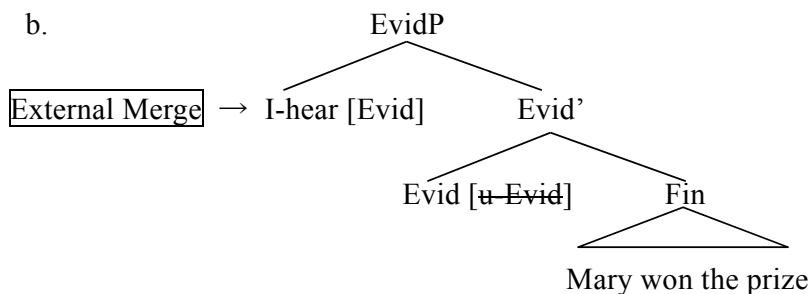 b. EvidP
External Merge → I-hear [Evid] Evid’
Evid [u-Evid] Fin
Mary won the prize